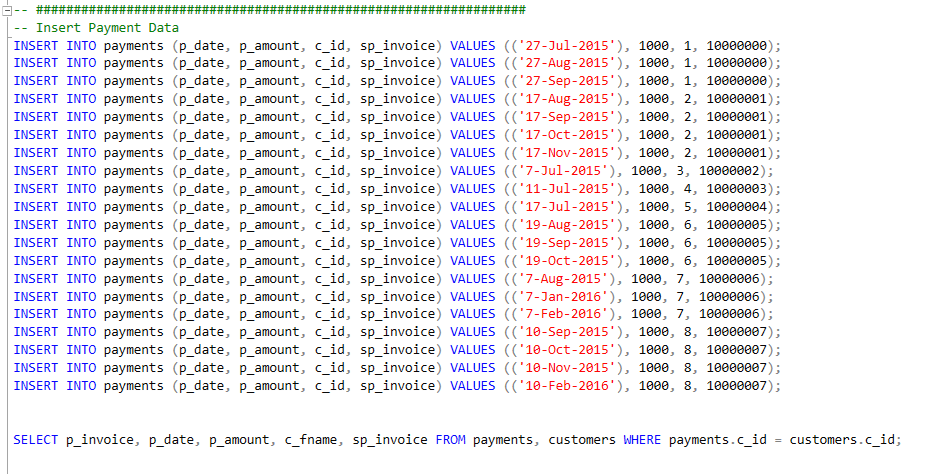 -- #################################################################
-- Insert Payment Data
INSERT INTO payments (p_date, p_amount, c_id, sp_invoice) VALUES (('27-Jul-2015'), 1000, 1, 10000000);
INSERT INTO payments (p_date, p_amount, c_id, sp_invoice) VALUES (('27-Aug-2015'), 1000, 1, 10000000);
INSERT INTO payments (p_date, p_amount, c_id, sp_invoice) VALUES (('27-Sep-2015'), 1000, 1, 10000000);
INSERT INTO payments (p_date, p_amount, c_id, sp_invoice) VALUES (('17-Aug-2015'), 1000, 2, 10000001);
INSERT INTO payments (p_date, p_amount, c_id, sp_invoice) VALUES (('17-Sep-2015'), 1000, 2, 10000001);
INSERT INTO payments (p_date, p_amount, c_id, sp_invoice) VALUES (('17-Oct-2015'), 1000, 2, 10000001);
INSERT INTO payments (p_date, p_amount, c_id, sp_invoice) VALUES (('17-Nov-2015'), 1000, 2, 10000001);
INSERT INTO payments (p_date, p_amount, c_id, sp_invoice) VALUES (('7-Jul-2015'), 1000, 3, 10000002);
INSERT INTO payments (p_date, p_amount, c_id, sp_invoice) VALUES (('11-Jul-2015'), 1000, 4, 10000003);
INSERT INTO payments (p_date, p_amount, c_id, sp_invoice) VALUES (('17-Jul-2015'), 1000, 5, 10000004);
INSERT INTO payments (p_date, p_amount, c_id, sp_invoice) VALUES (('19-Aug-2015'), 1000, 6, 10000005);
INSERT INTO payments (p_date, p_amount, c_id, sp_invoice) VALUES (('19-Sep-2015'), 1000, 6, 10000005);
INSERT INTO payments (p_date, p_amount, c_id, sp_invoice) VALUES (('19-Oct-2015'), 1000, 6, 10000005);
INSERT INTO payments (p_date, p_amount, c_id, sp_invoice) VALUES (('7-Aug-2015'), 1000, 7, 10000006);
INSERT INTO payments (p_date, p_amount, c_id, sp_invoice) VALUES (('7-Jan-2016'), 1000, 7, 10000006);
INSERT INTO payments (p_date, p_amount, c_id, sp_invoice) VALUES (('7-Feb-2016'), 1000, 7, 10000006);
INSERT INTO payments (p_date, p_amount, c_id, sp_invoice) VALUES (('10-Sep-2015'), 1000, 8, 10000007);
INSERT INTO payments (p_date, p_amount, c_id, sp_invoice) VALUES (('10-Oct-2015'), 1000, 8, 10000007);
INSERT INTO payments (p_date, p_amount, c_id, sp_invoice) VALUES (('10-Nov-2015'), 1000, 8, 10000007);
INSERT INTO payments (p_date, p_amount, c_id, sp_invoice) VALUES (('10-Feb-2016'), 1000, 8, 10000007);
SELECT p_invoice, p_date, p_amount, c_fname, sp_invoice FROM payments, customers WHERE payments.c_id = customers.c_id;